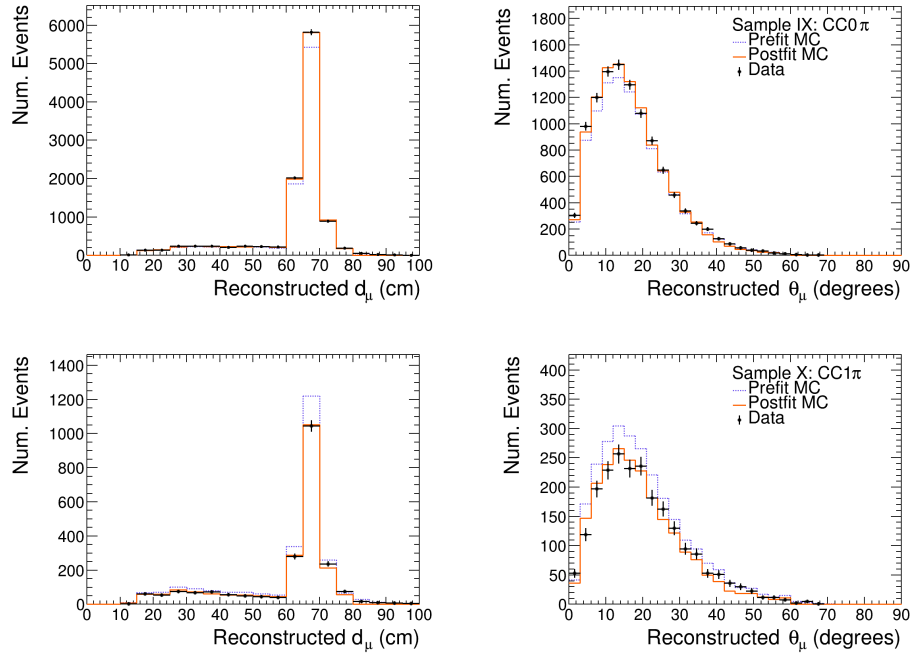 Num. Events
6000
5000
4000
3000
2000
1000
0
0 10 20 30 40 50 60 70 80 90 100
Reconstructed dμ (cm)
Num. Events
1800
1600
1400
1200
1000
800
600
400
200
0
Sample IX: CC0π
Prefit MC
Postfit MC
Data
0 10 20 30 40 50 60 70 80 90
Reconstructed θμ (degrees)
Num. Events
1400
1200
1000
800
600
400
200
0
0 10 20 30 40 50 60 70 80 90 100
Reconstructed dμ (cm)
Num. Events
400
350
300
250
200
150
100
50
0
Sample X: CC1π
Prefit MC
Postfit MC
Data
0 10 20 30 40 50 60 70 80 90
Reconstructed θμ (degrees)